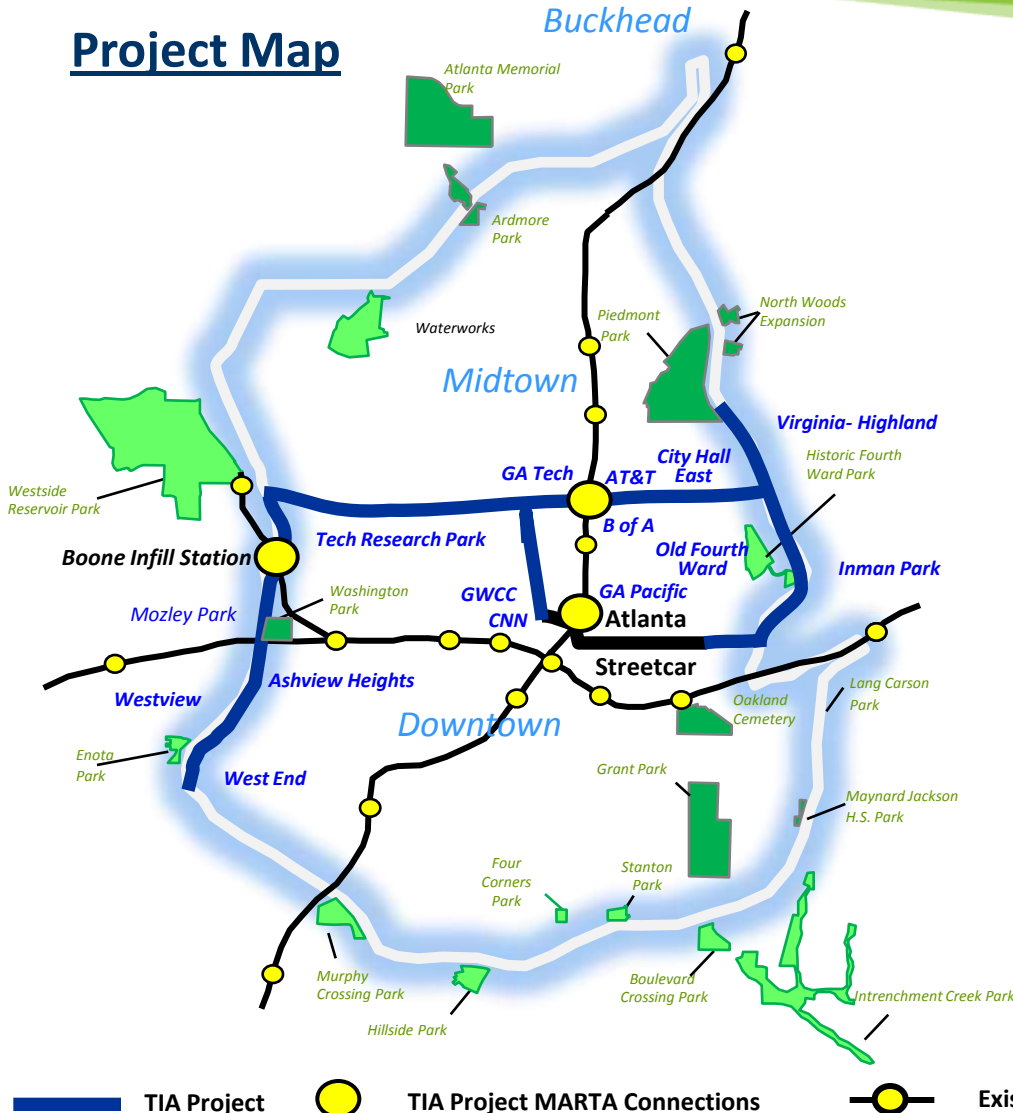 Buckhead
Project Map
Atlanta Memorial
Park
Ardmore
Park
North Woods
Expansion
Piedmont
Park
Waterworks
Midtown
Virginia- Highland
City Hall
East
GA Tech
AT&T
Historic Fourth
Ward Park
Westside
Reservoir Park
B of A
Tech Research Park
Boone Infill Station
Old Fourth
Ward
Inman Park
Washington
Park
GWCC
CNN
GA Pacific
Mozley Park
Atlanta
Streetcar
Ashview Heights
Westview
Lang Carson
Park
Oakland
Cemetery
Downtown
Enota
Park
West End
Grant Park
Maynard Jackson
H.S. Park
Four
Corners
Park
Stanton
Park
Murphy
Crossing Park
Boulevard
Crossing Park
Intrenchment Creek Park
Hillside Park
TIA Project
TIA Project MARTA Connections
Exis